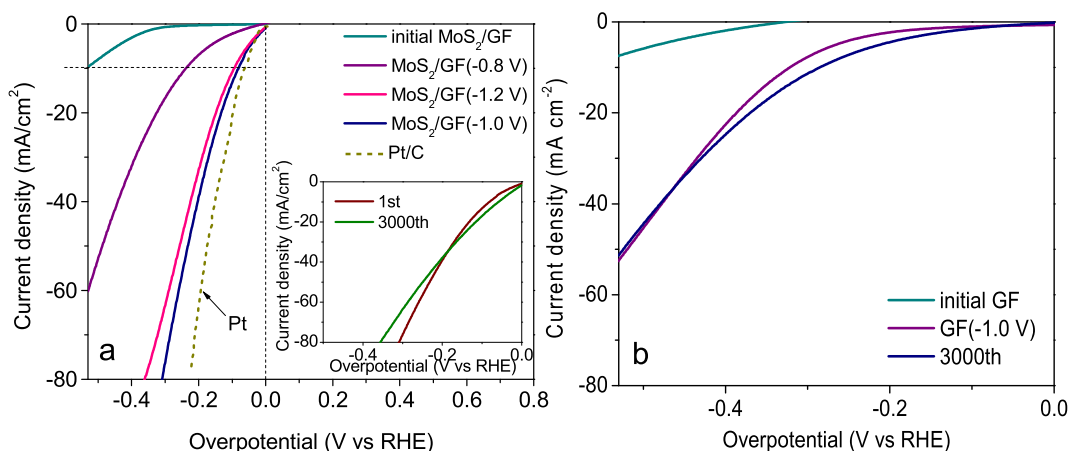 0
-20
-40
-60
-80
Current density (mA/cm²)
-0.4
-0.2
0.0
0.2
0.4
0.6
0.8
Overpotential (V vs RHE)
initial MoS₂/GF
MoS₂/GF(-0.8 V)
MoS₂/GF(-1.2 V)
MoS₂/GF(-1.0 V)
Pt/C
Pt
a
0
-20
-40
-60
-80
Current density (mA/cm²)
1st
3000th
-0.4
-0.2
0.0
Overpotential (V vs RHE)
0
-20
-40
-60
-80
Current density (mA cm⁻²)
initial GF
GF(-1.0 V)
3000th
b
-0.4
-0.2
0.0
Overpotential (V vs RHE)